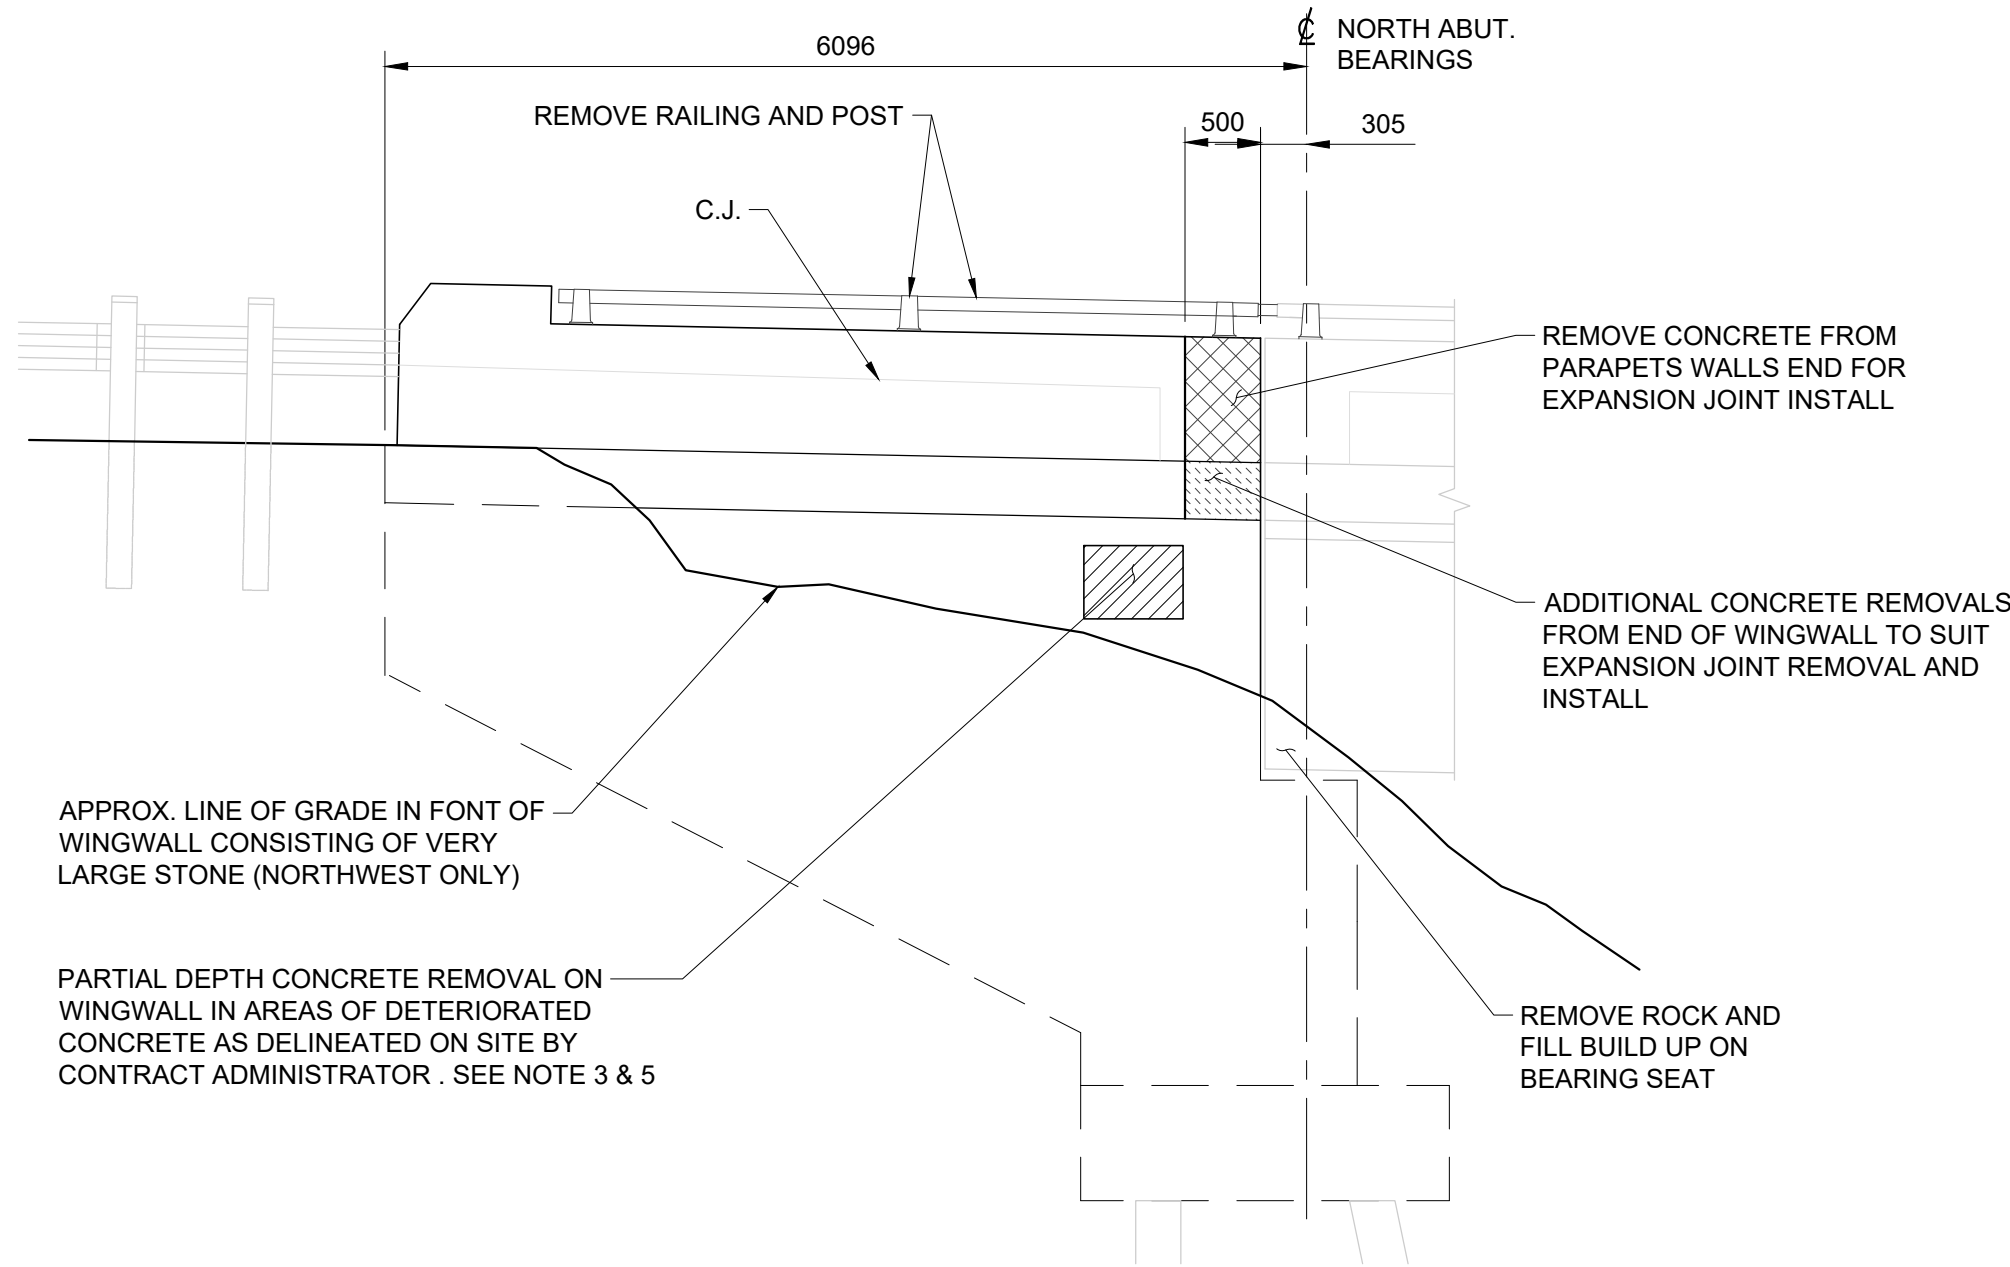 ℄ NORTH ABUT.
BEARINGS
6096
REMOVE RAILING AND POST
500
305
C.J.
REMOVE CONCRETE FROM
PARAPETS WALLS END FOR
EXPANSION JOINT INSTALL
ADDITIONAL CONCRETE REMOVALS
FROM END OF WINGWALL TO SUIT
EXPANSION JOINT REMOVAL AND
INSTALL
APPROX. LINE OF GRADE IN FONT OF
WINGWALL CONSISTING OF VERY
LARGE STONE (NORTHWEST ONLY)
PARTIAL DEPTH CONCRETE REMOVAL ON
WINGWALL IN AREAS OF DETERIORATED
CONCRETE AS DELINEATED ON SITE BY
CONTRACT ADMINISTRATOR . SEE NOTE 3 & 5
REMOVE ROCK AND
FILL BUILD UP ON
BEARING SEAT